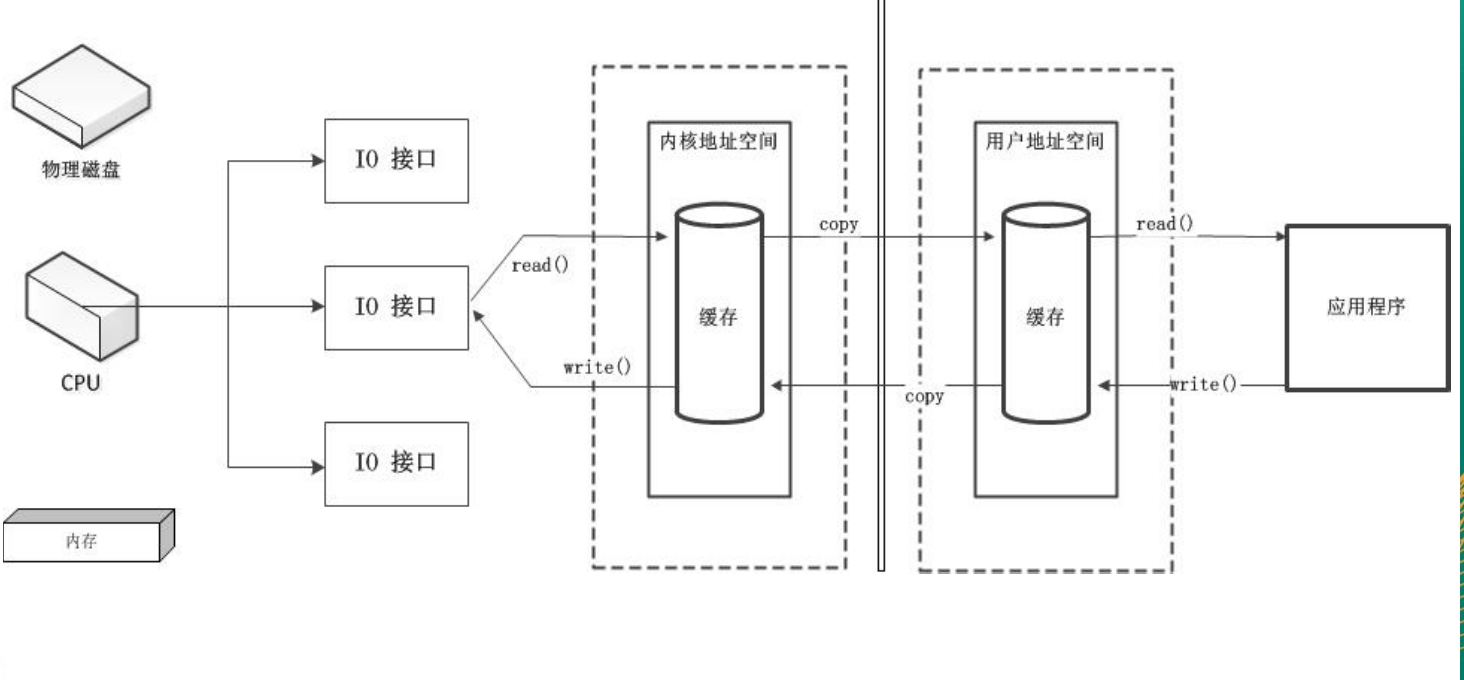 物理磁盘
CPU
内存
IO 接口
IO 接口
IO 接口
read()
write()
内核地址空间
缓存
copy
copy
用户地址空间
缓存
read()
write()
应用程序